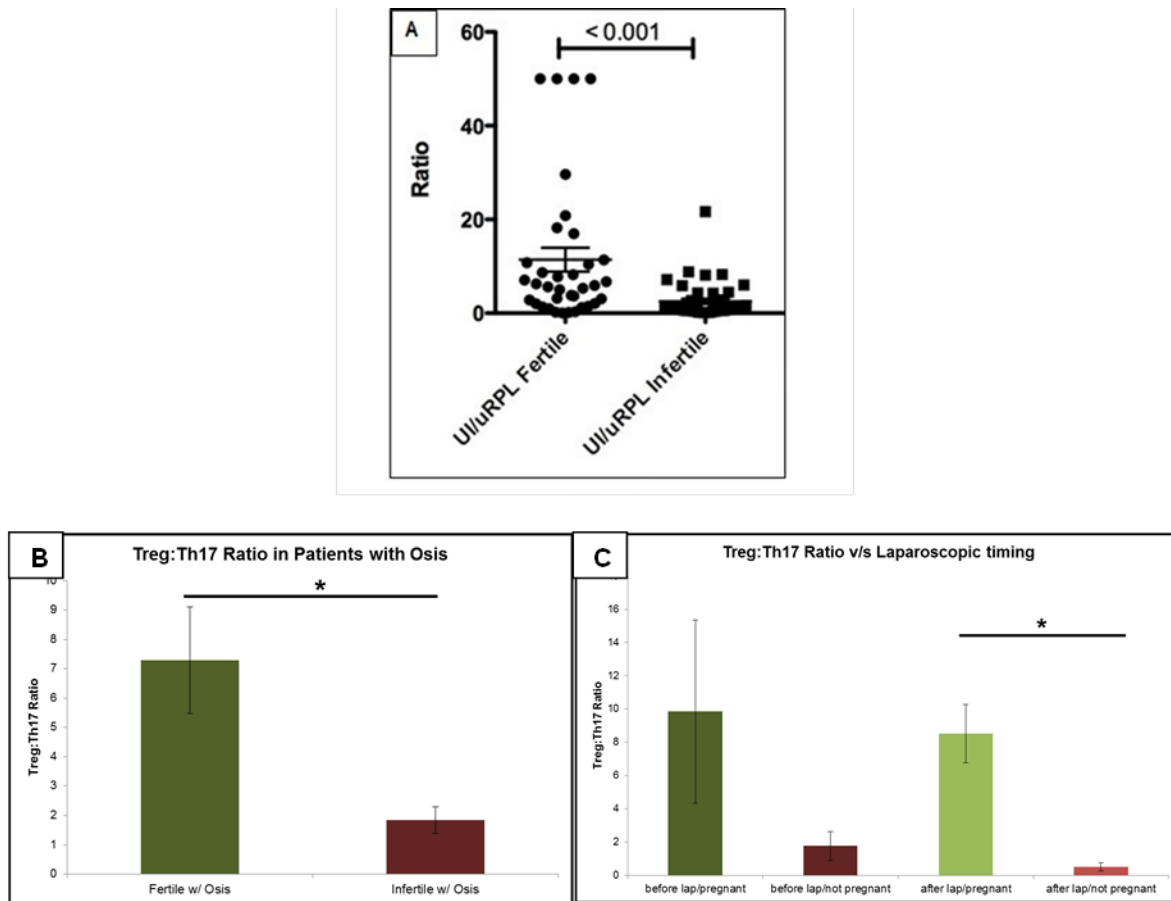 A
< 0.001
60
40
20
0
Ratio
UI/uRPL Fertile
UI/uRPL Infertile
B
Treg:Th17 Ratio in Patients with Osis
*
10
9
8
7
6
5
4
3
2
1
0
Treg:Th17 Ratio
Fertile w/ Osis
Infertile w/ Osis
C
Treg:Th17 Ratio v/s Laparoscopic timing
*
16
14
12
10
8
6
4
2
0
Treg:Th17 Ratio
before lap/pregnant
before lap/not pregnant
after lap/pregnant
after lap/not pregnant